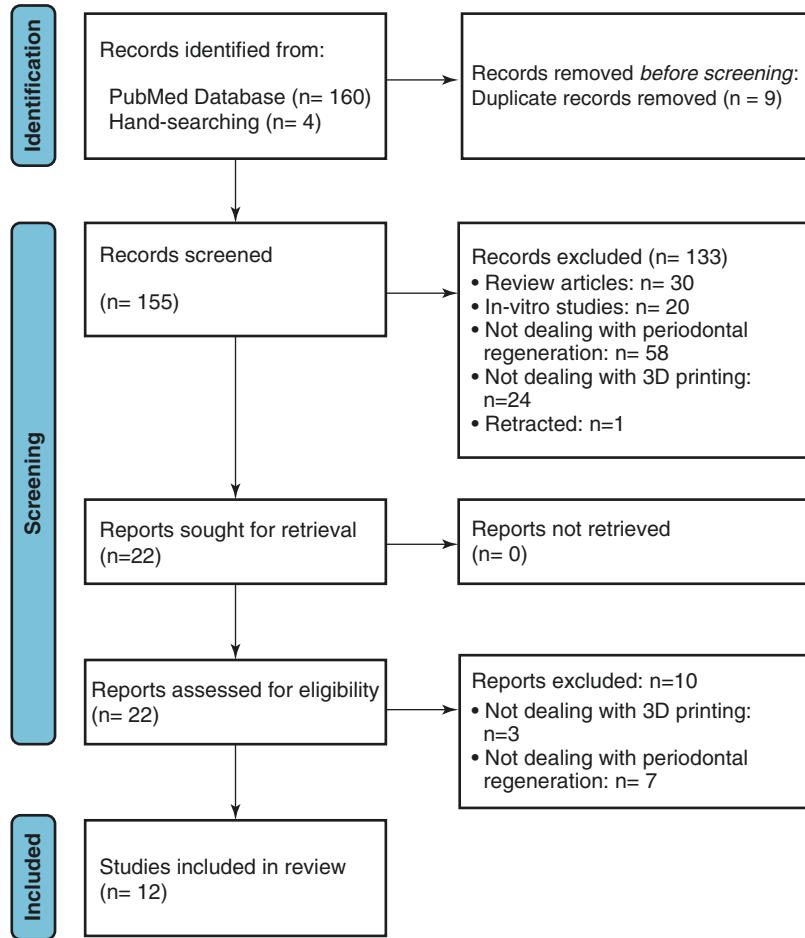 Identification
Records identified from:
PubMed Database (n= 160)
Hand-searching (n= 4)
Records removed before screening:
Duplicate records removed (n = 9)
Screening
Records screened
(n= 155)
Records excluded (n= 133)
• Review articles: n= 30
• In-vitro studies: n= 20
• Not dealing with periodontal
regeneration: n= 58
• Not dealing with 3D printing:
n=24
• Retracted: n=1
Reports sought for retrieval
(n=22)
Reports not retrieved
(n= 0)
Reports assessed for eligibility
(n= 22)
Reports excluded: n=10
• Not dealing with 3D printing:
n=3
• Not dealing with periodontal
regeneration: n= 7
Included
Studies included in review
(n= 12)